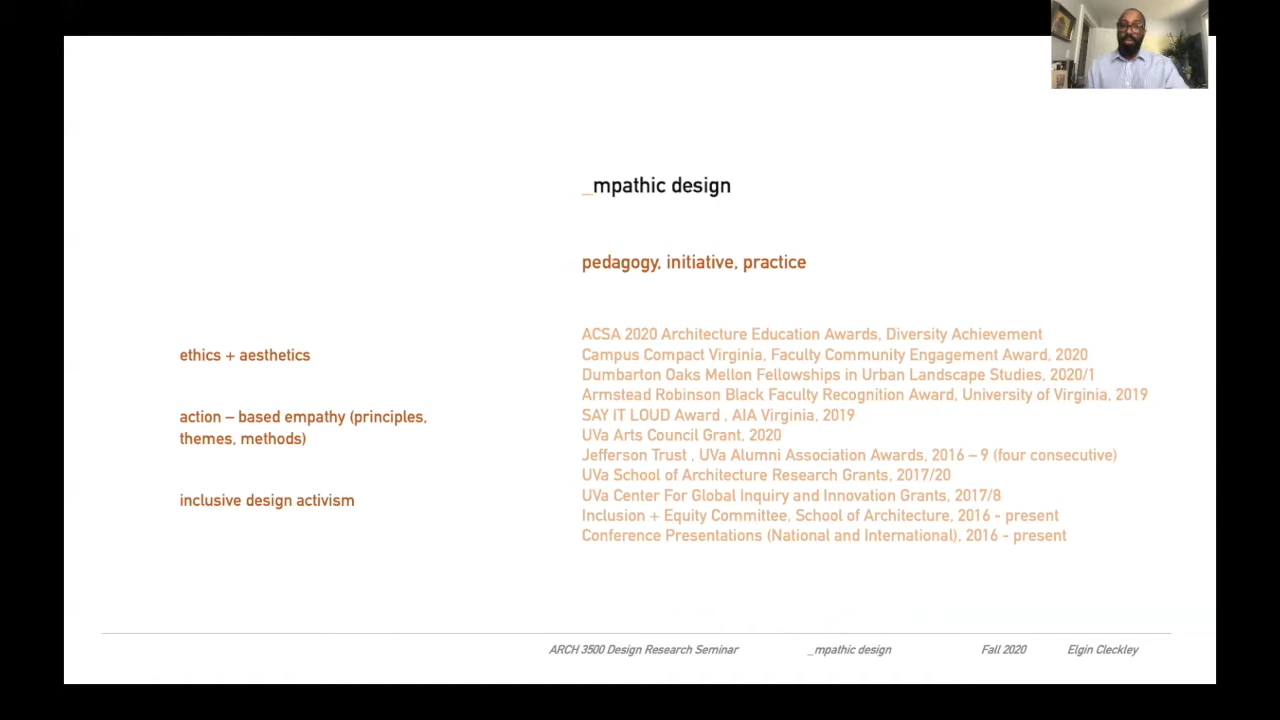 _mpathic design
pedagogy, initiative, practice
ethics + aesthetics
action – based empathy (principles,
themes, methods)
inclusive design activism
ACSA 2020 Architecture Education Awards, Diversity Achievement
Campus Compact Virginia, Faculty Community Engagement Award, 2020
Dumbarton Oaks Mellon Fellowships in Urban Landscape Studies, 2020/1
Armstead Robinson Black Faculty Recognition Award, University of Virginia, 2019
SAY IT LOUD Award , AIA Virginia, 2019
UVa Arts Council Grant, 2020
Jefferson Trust , UVa Alumni Association Awards, 2016 – 9 (four consecutive)
UVa School of Architecture Research Grants, 2017/20
UVa Center For Global Inquiry and Innovation Grants, 2017/8
Inclusion + Equity Committee, School of Architecture, 2016 - present
Conference Presentations (National and International), 2016 - present
ARCH 3500 Design Research Seminar _mpathic design Fall 2020 Elgin Cleckley